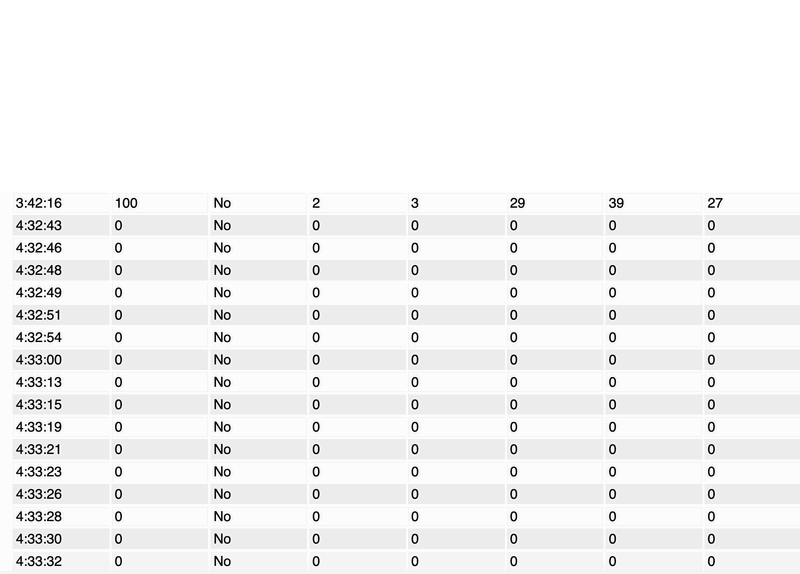 3:42:16 100 No 2 3 29 39 27
4:32:43 0 No 0 0 0 0 0
4:32:46 0 No 0 0 0 0 0
4:32:48 0 No 0 0 0 0 0
4:32:49 0 No 0 0 0 0 0
4:32:51 0 No 0 0 0 0 0
4:32:54 0 No 0 0 0 0 0
4:33:00 0 No 0 0 0 0 0
4:33:13 0 No 0 0 0 0 0
4:33:15 0 No 0 0 0 0 0
4:33:19 0 No 0 0 0 0 0
4:33:21 0 No 0 0 0 0 0
4:33:23 0 No 0 0 0 0 0
4:33:26 0 No 0 0 0 0 0
4:33:28 0 No 0 0 0 0 0
4:33:30 0 No 0 0 0 0 0
4:33:32 0 No 0 0 0 0 0